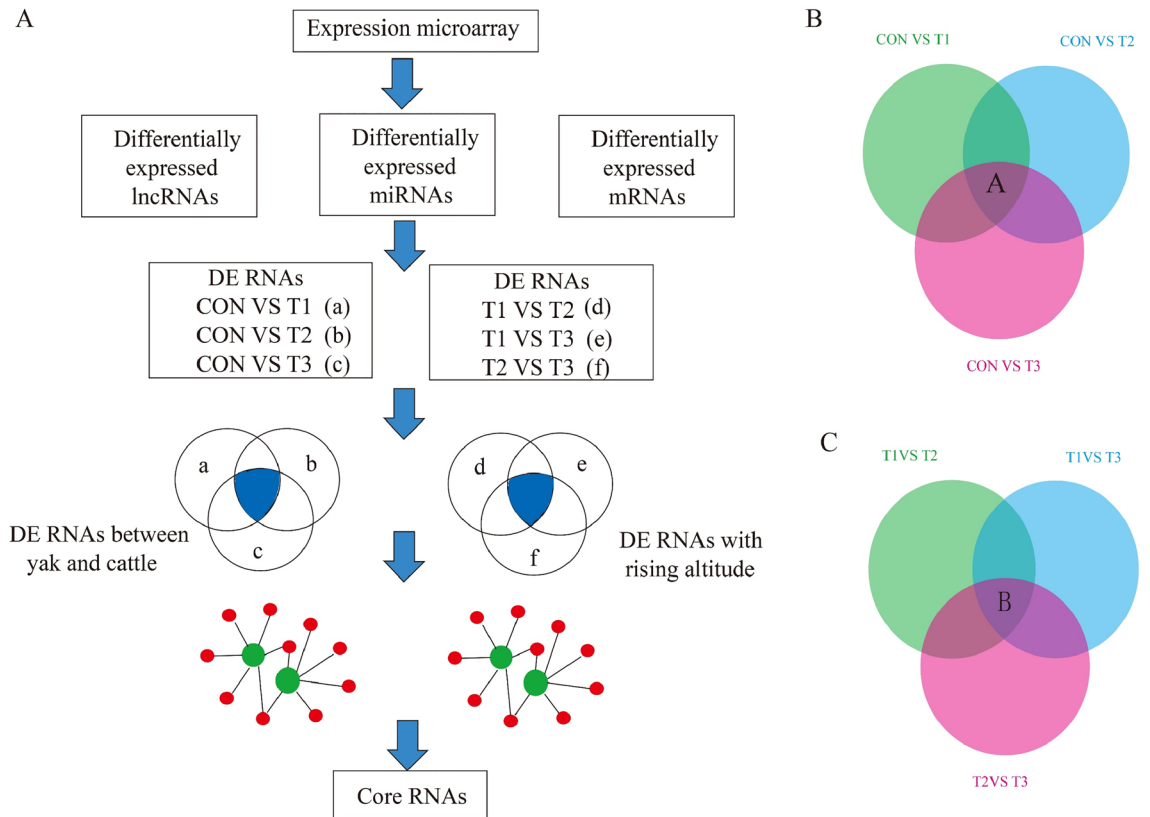 A
Expression microarray
Differentially
expressed
lncRNAs
Differentially
expressed
miRNAs
Differentially
expressed
mRNAs
DE RNAs
CON VS T1 (a)
CON VS T2 (b)
CON VS T3 (c)
DE RNAs
T1 VS T2 (d)
T1 VS T3 (e)
T2 VS T3 (f)
a
b
c
d
e
f
DE RNAs between
yak and cattle
DE RNAs with
rising altitude
Core RNAs
B
CON VS T1
CON VS T2
A
CON VS T3
C
T1VS T2
T1VS T3
B
T2VS T3